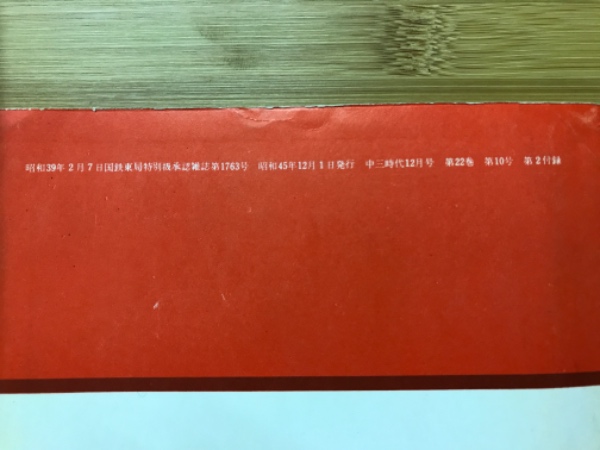 昭和39年2月7日国鉄東局特別扱承認雑誌第1763号 昭和45年12月1日発行 中三時代12月号 第22巻 第10号 第2付録